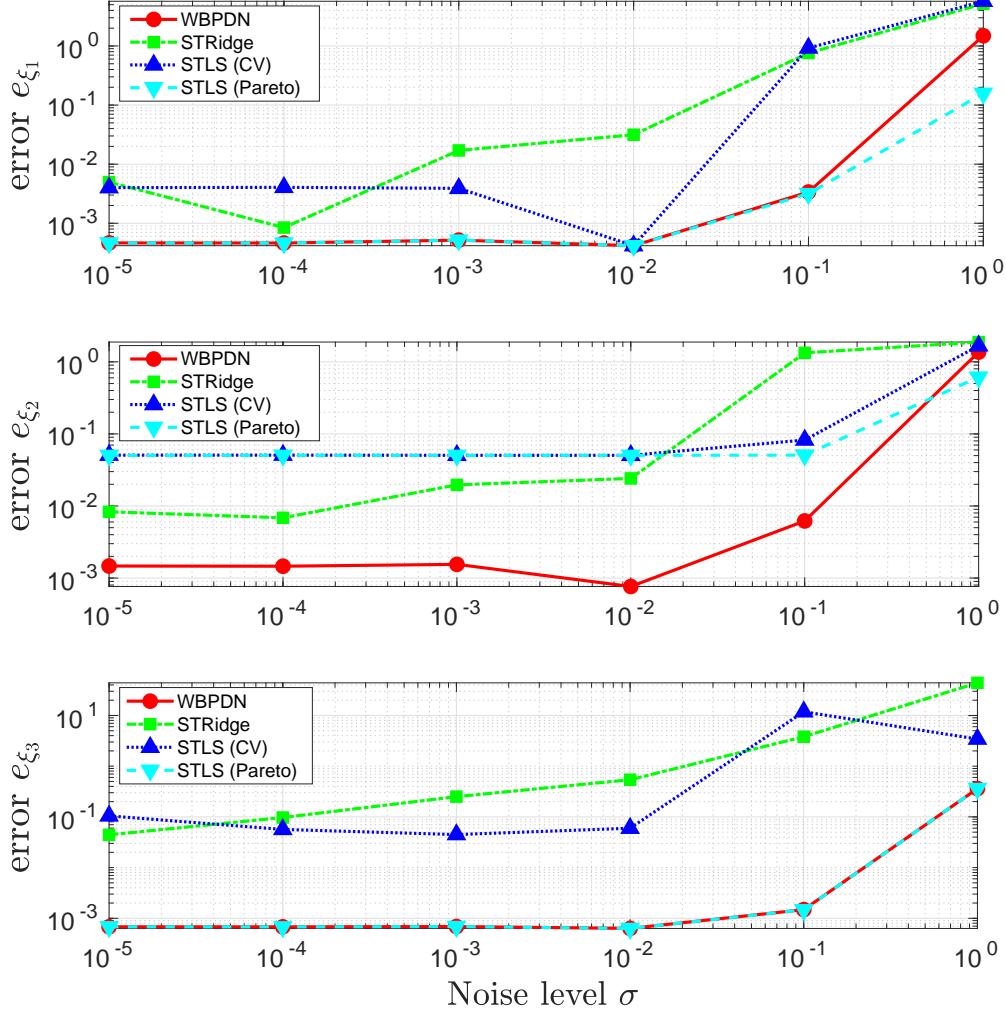 error e_{ξ_1}
10^0
10^{-1}
10^{-2}
10^{-3}
WBPDN
STRidge
STLS (CV)
STLS (Pareto)
10^{-5} 10^{-4} 10^{-3} 10^{-2} 10^{-1} 10^0
error e_{ξ_2}
10^0
10^{-1}
10^{-2}
10^{-3}
WBPDN
STRidge
STLS (CV)
STLS (Pareto)
10^{-5} 10^{-4} 10^{-3} 10^{-2} 10^{-1} 10^0
error e_{ξ_3}
10^1
10^{-1}
10^{-3}
WBPDN
STRidge
STLS (CV)
STLS (Pareto)
10^{-5} 10^{-4} 10^{-3} 10^{-2} 10^{-1} 10^0
Noise level σ